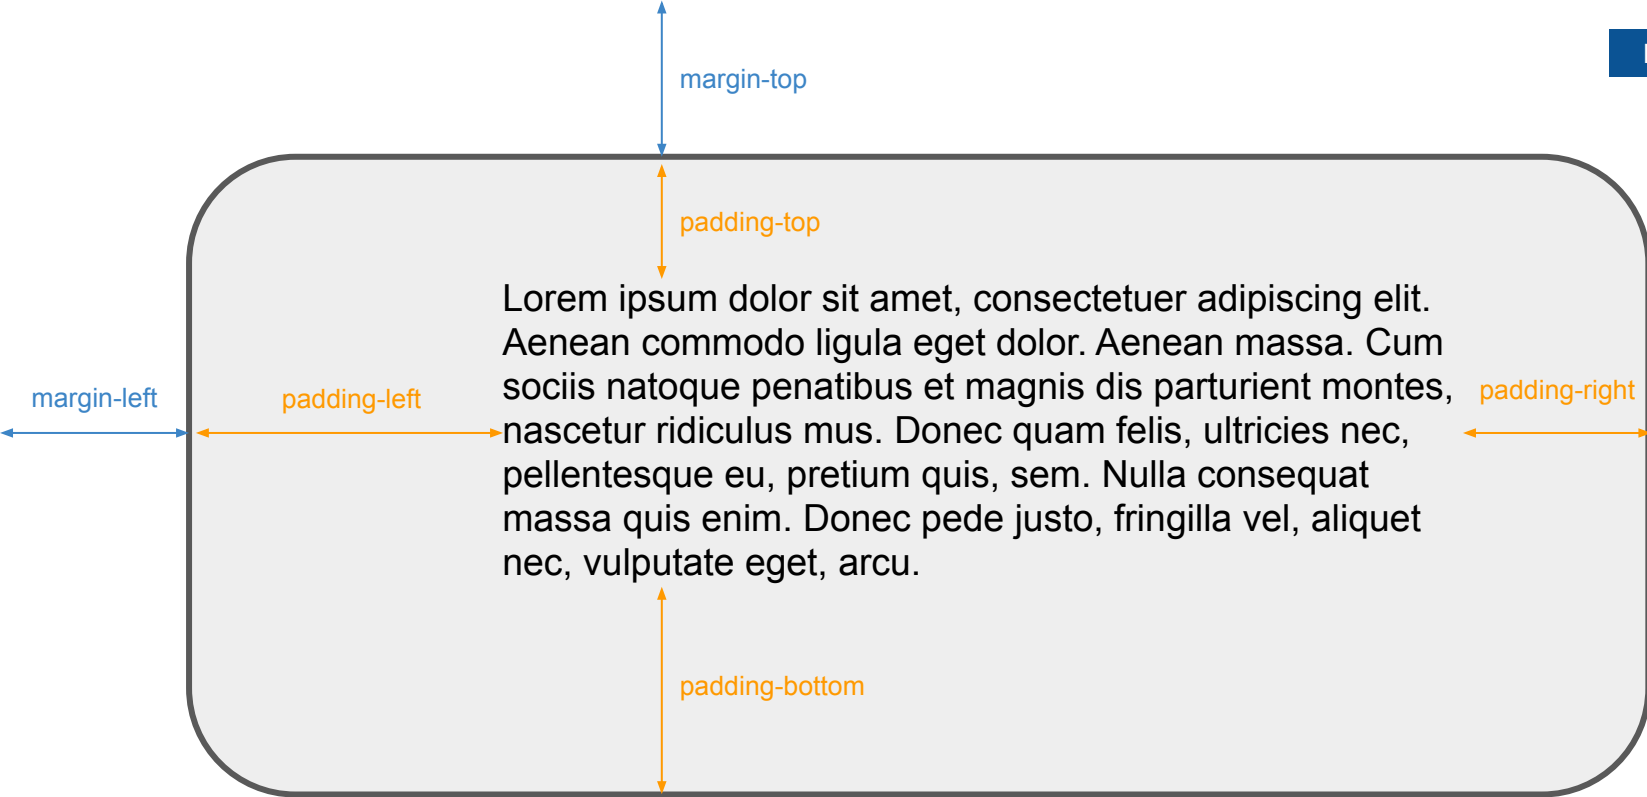 margin-top
padding-top
Lorem ipsum dolor sit amet, consectetuer adipiscing elit.
Aenean commodo ligula eget dolor. Aenean massa. Cum
sociis natoque penatibus et magnis dis parturient montes,
nascetur ridiculus mus. Donec quam felis, ultricies nec,
pellentesque eu, pretium quis, sem. Nulla consequat
massa quis enim. Donec pede justo, fringilla vel, aliquet
nec, vulputate eget, arcu.
margin-left
padding-left
padding-right
padding-bottom